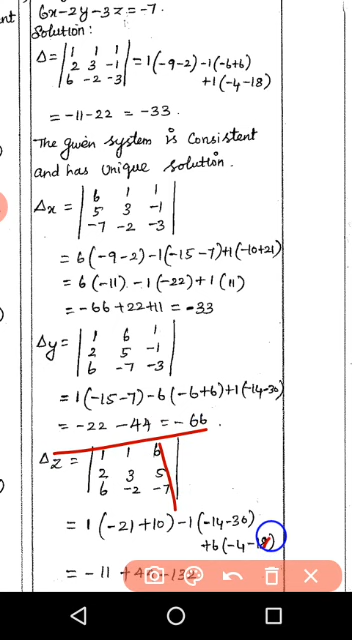 6x-2y-3z=-7.
Solution:
Δ= | 1 1 1 | = 1(-9-2)-1(-6+6)
| 2 3 -1 |
| 6 -2 -3 | +1(-4-18)
= -11-22 = -33.
The given system is consistent
and has unique solution.
Δx = | 6 1 1 |
| 5 3 -1 |
| -7 -2 -3 |
= 6(-9-2)-1(-15-7)+1(-10+21)
= 6(-11)-1(-22)+1(11)
= -66+22+11 = -33
Δy = | 1 6 1 |
| 2 5 -1 |
| 6 -7 -3 |
= 1(-15-7)-6(-6+6)+1(-14-30)
= -22 -44 = -66.
Δz = | 1 1 6 |
| 2 3 5 |
| 6 -2 -7 |
= 1(-21+10)-1(-14-30)
+6(-4-18)
= -11 +44 -132